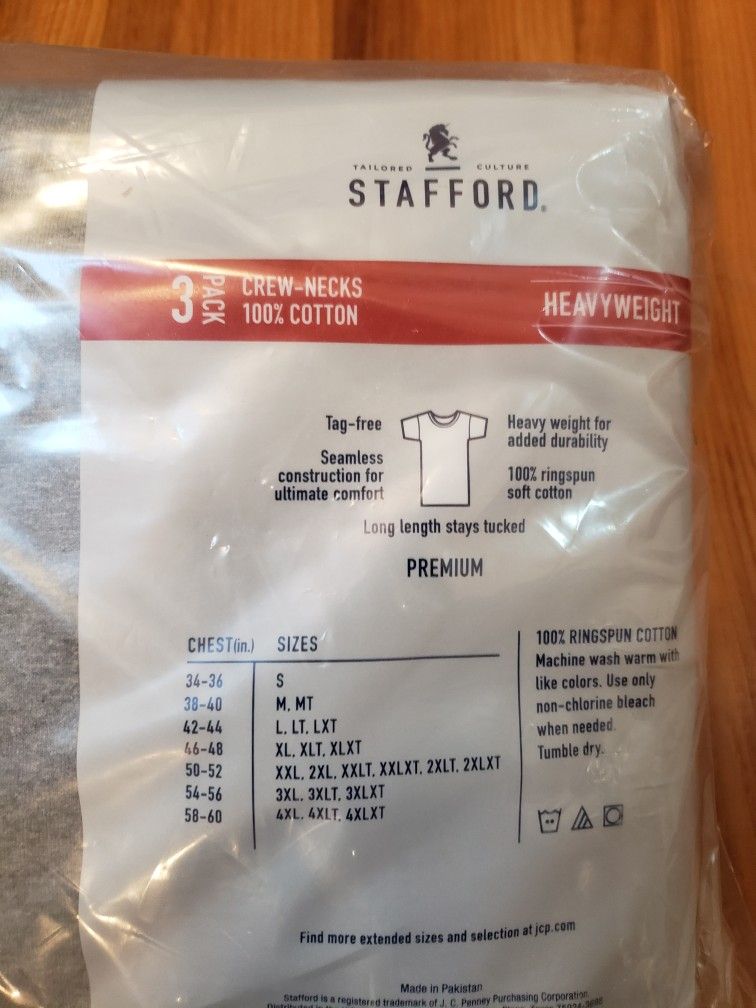 TAILORED CULTURE
STAFFORD®
3 PACK
CREW-NECKS
100% COTTON
HEAVYWEIGHT
Tag-free
Seamless
construction for
ultimate comfort
Heavy weight for
added durability
100% ringspun
soft cotton
Long length stays tucked
PREMIUM
CHEST(in.) SIZES
34-36 S
38-40 M, MT
42-44 L, LT, LXT
46-48 XL, XLT, XLXT
50-52 XXL, 2XL, XXLT, XXLXT, 2XLT, 2XLXT
54-56 3XL, 3XLT, 3XLXT
58-60 4XL, 4XLT, 4XLXT
100% RINGSPUN COTTON
Machine wash warm with
like colors. Use only
non-chlorine bleach
when needed.
Tumble dry.
Find more extended sizes and selection at jcp.com
Made in Pakistan
Stafford is a registered trademark of J. C. Penney Purchasing Corporation.